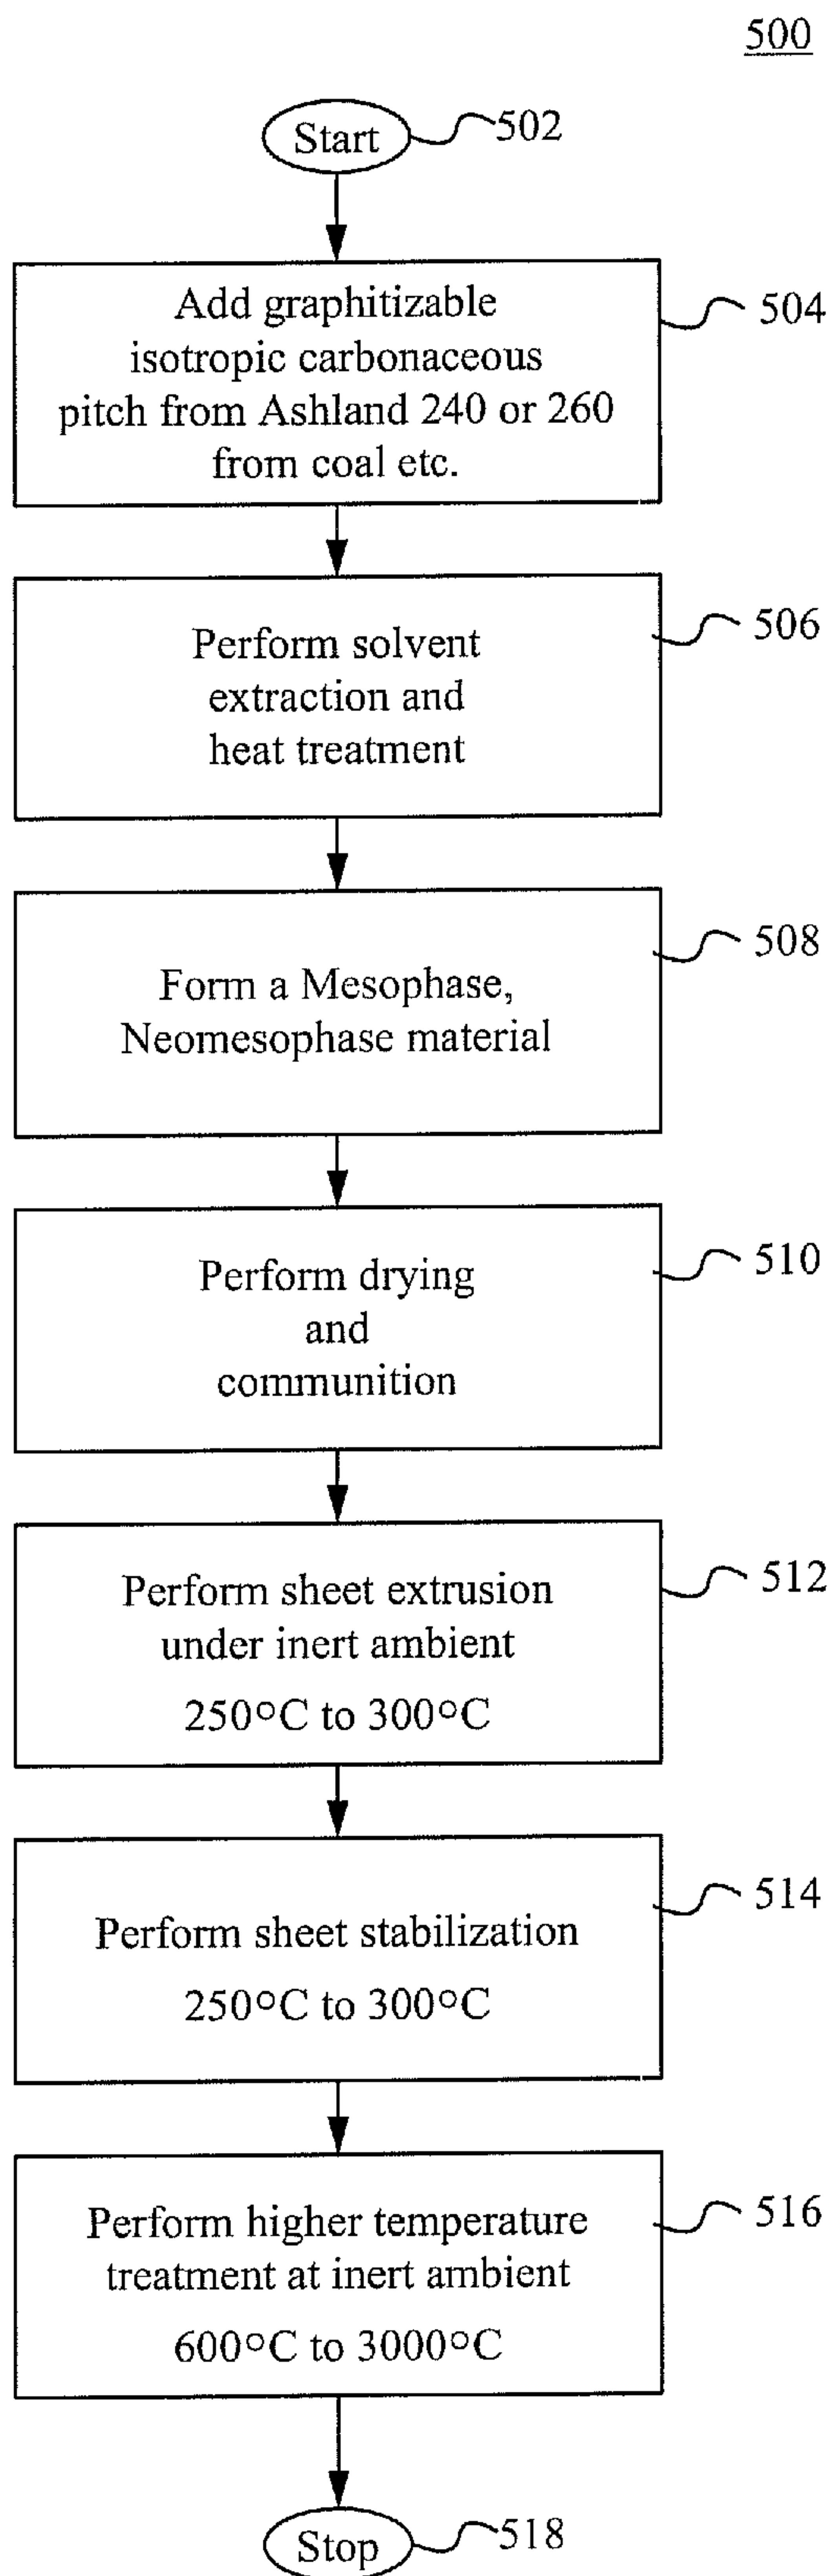 500
Start
502
Add graphitizable
isotropic carbonaceous
pitch from Ashland 240 or 260
from coal etc.
504
Perform solvent
extraction and
heat treatment
506
Form a Mesophase,
Neomesophase material
508
Perform drying
and
communition
510
Perform sheet extrusion
under inert ambient
250°C to 300°C
512
Perform sheet stabilization
250°C to 300°C
514
Perform higher temperature
treatment at inert ambient
600°C to 3000°C
516
Stop
518